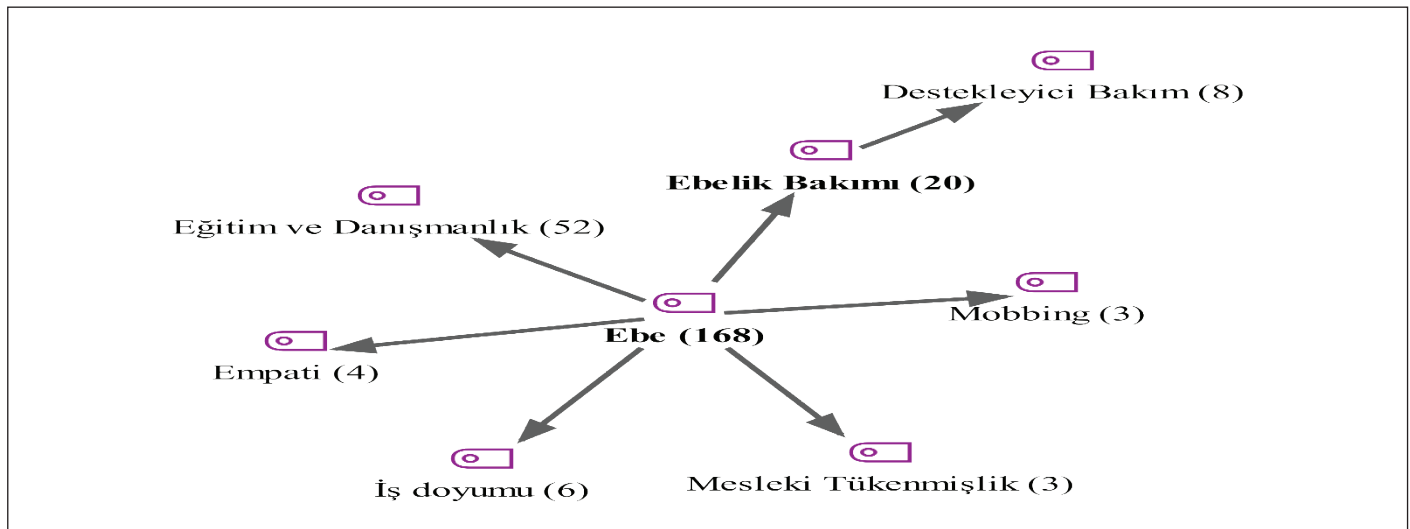 Destekleyici Bakım (8)
Ebelik Bakımı (20)
Eğitim ve Danışmanlık (52)
Mobbing (3)
Ebe (168)
Empati (4)
İş doyumu (6)
Mesleki Tükenmişlik (3)